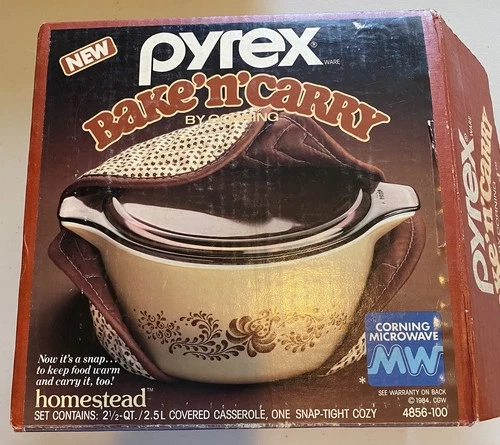 NEW
pyrex® WARE
Bake'n'Carry
BY CORNING
CORNING
MICROWAVE
MW
Now it's a snap...
to keep food warm
and carry it, too!
*
SEE WARRANTY ON BACK
homestead™
© 1984, CGW
SET CONTAINS: 2½-QT./2.5L COVERED CASSEROLE, ONE SNAP-TIGHT COZY
4856-100
pyrex WARE